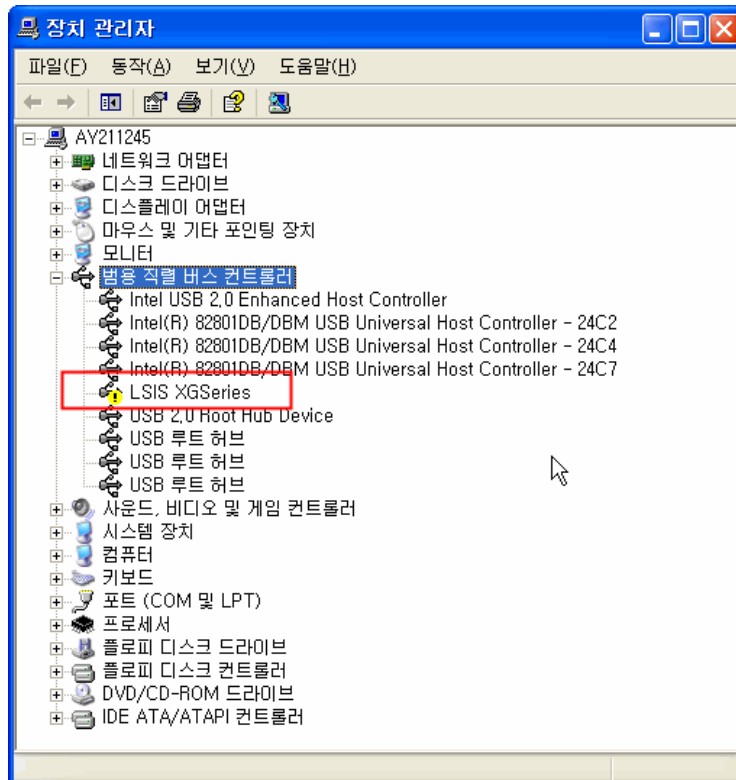 장치 관리자
파일(F) 동작(A) 보기(V) 도움말(H)
AY211245
네트워크 어댑터
디스크 드라이브
디스플레이 어댑터
마우스 및 기타 포인팅 장치
모니터
범용 직렬 버스 컨트롤러
Intel USB 2.0 Enhanced Host Controller
Intel(R) 82801DB/DBM USB Universal Host Controller - 24C2
Intel(R) 82801DB/DBM USB Universal Host Controller - 24C4
Intel(R) 82801DB/DBM USB Universal Host Controller - 24C7
LSIS XGSeries
USB 2.0 Root Hub Device
USB 루트 허브
USB 루트 허브
USB 루트 허브
사운드, 비디오 및 게임 컨트롤러
시스템 장치
컴퓨터
키보드
포트 (COM 및 LPT)
프로세서
플로피 디스크 드라이브
플로피 디스크 컨트롤러
DVD/CD-ROM 드라이브
IDE ATA/ATAPI 컨트롤러